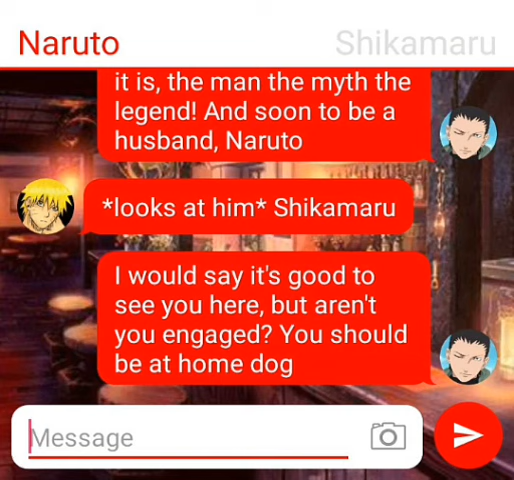 Naruto Shikamaru
it is, the man the myth the
legend! And soon to be a
husband, Naruto
*looks at him* Shikamaru
I would say it's good to
see you here, but aren't
you engaged? You should
be at home dog
Message